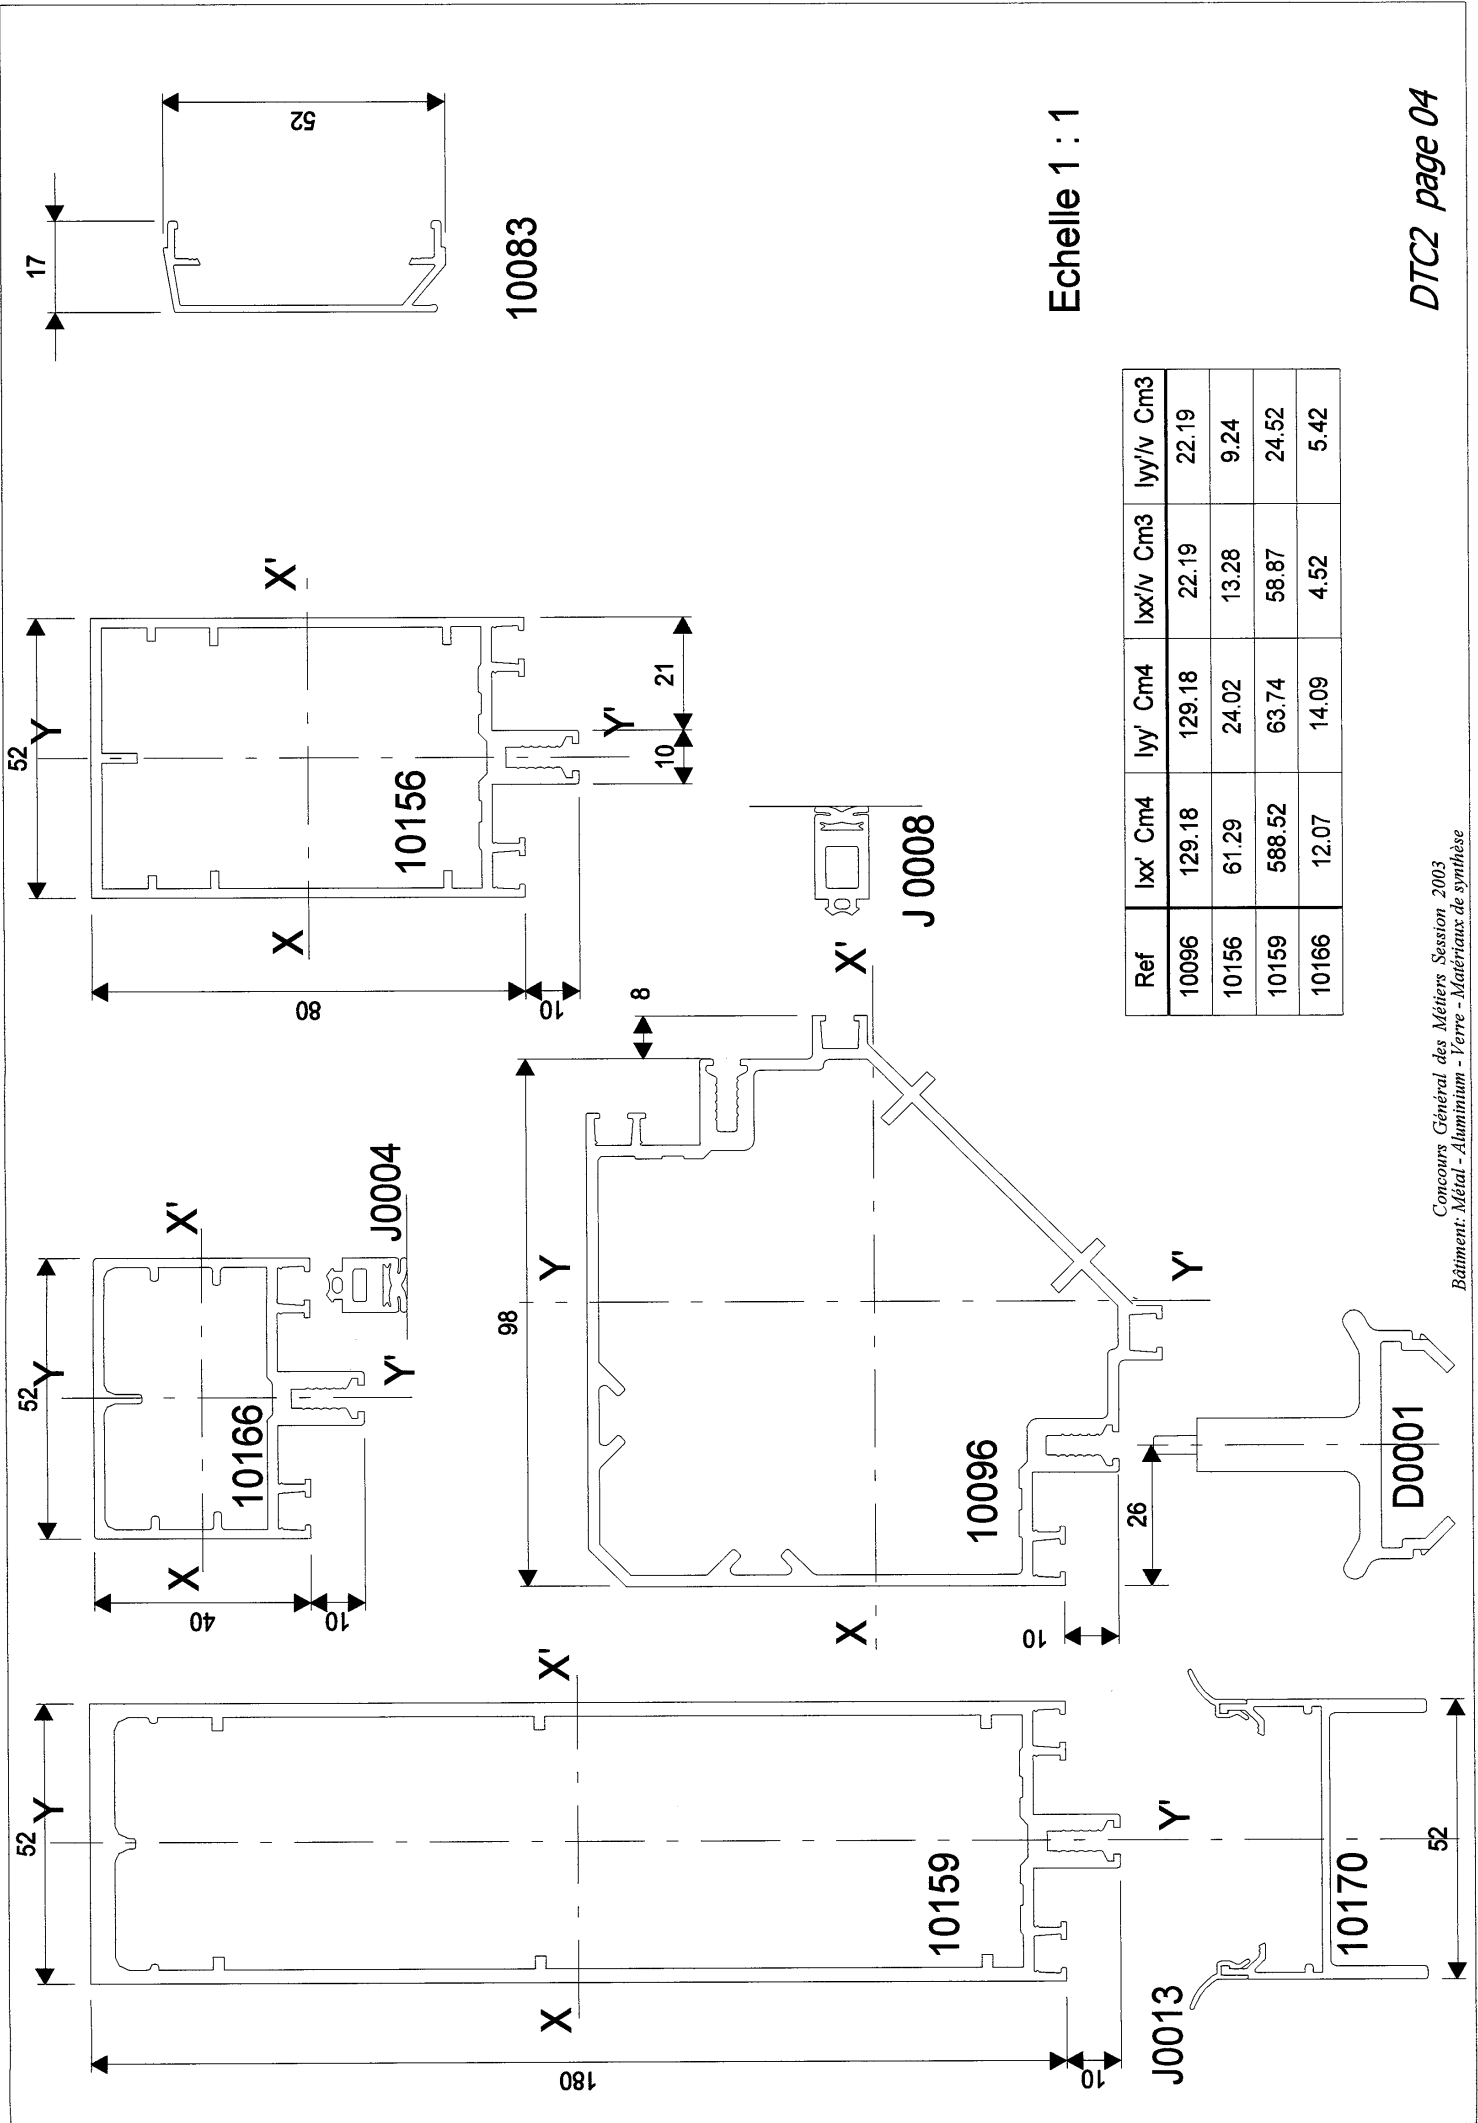 52
Y
X
X'
180
10
10159
Y'
J0013
10170
52
52
Y
X
X'
40
10
10166
Y'
J0004
98
8
Y
X
X'
10
10096
26
Y'
D0001
52
Y
X
X'
80
10
10156
10
21
Y'
J 0008
17
52
10083
Ref Ixx' Cm4 Iyy' Cm4 Ixx'/v Cm3 Iyy'/v Cm3
10096 129.18 129.18 22.19 22.19
10156 61.29 24.02 13.28 9.24
10159 588.52 63.74 58.87 24.52
10166 12.07 14.09 4.52 5.42
Echelle 1 : 1
Concours Général des Métiers Session 2003
Bâtiment: Métal - Aluminium - Verre - Matériaux de synthèse
DTC2 page 04